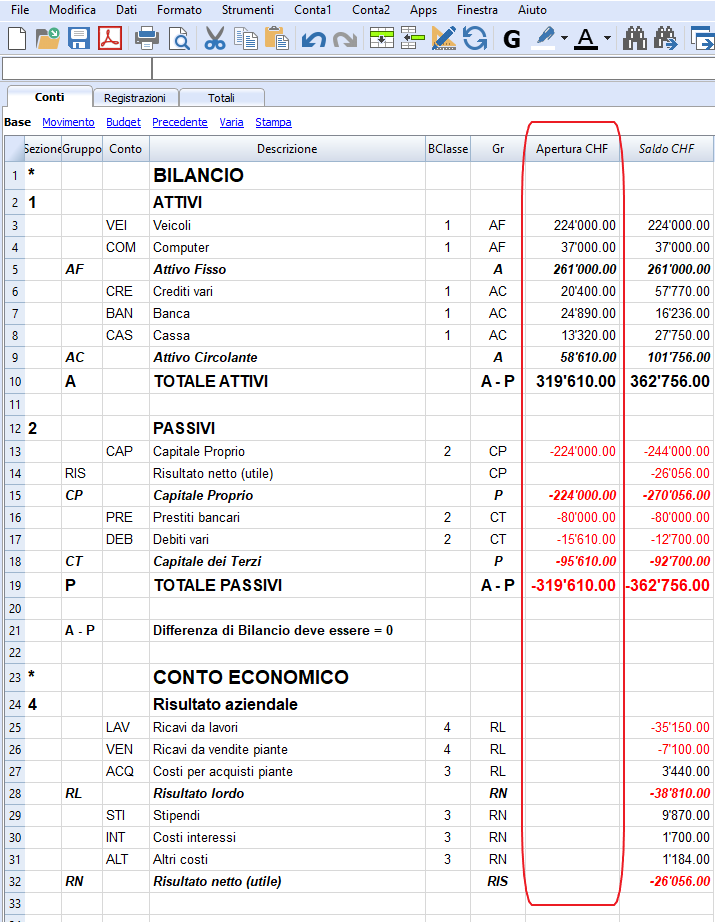 File Modifica Dati Formato Strumenti Conta1 Conta2 Apps Finestra Aiuto
G A
Conti Registrazioni Totali
Base Movimento Budget Precedente Varia Stampa
Sezione Gruppo Conto Descrizione BClasse Gr Apertura CHF Saldo CHF
1 * BILANCIO
2 1 ATTIVI
3 VEI Veicoli 1 AF 224'000.00 224'000.00
4 COM Computer 1 AF 37'000.00 37'000.00
5 AF Attivo Fisso A 261'000.00 261'000.00
6 CRE Crediti vari 1 AC 20'400.00 57'770.00
7 BAN Banca 1 AC 24'890.00 16'236.00
8 CAS Cassa 1 AC 13'320.00 27'750.00
9 AC Attivo Circolante A 58'610.00 101'756.00
10 A TOTALE ATTIVI A - P 319'610.00 362'756.00
11
12 2 PASSIVI
13 CAP Capitale Proprio 2 CP -224'000.00 -244'000.00
14 RIS Risultato netto (utile) CP -26'056.00
15 CP Capitale Proprio P -224'000.00 -270'056.00
16 PRE Prestiti bancari 2 CT -80'000.00 -80'000.00
17 DEB Debiti vari 2 CT -15'610.00 -12'700.00
18 CT Capitale dei Terzi P -95'610.00 -92'700.00
19 P TOTALE PASSIVI A - P -319'610.00 -362'756.00
20
21 A - P Differenza di Bilancio deve essere = 0
22
23 * CONTO ECONOMICO
24 4 Risultato aziendale
25 LAV Ricavi da lavori 4 RL -35'150.00
26 VEN Ricavi da vendite piante 4 RL -7'100.00
27 ACQ Costi per acquisti piante 3 RL 3'440.00
28 RL Risultato lordo RN -38'810.00
29 STI Stipendi 3 RN 9'870.00
30 INT Costi interessi 3 RN 1'700.00
31 ALT Altri costi 3 RN 1'184.00
32 RN Risultato netto (utile) RIS -26'056.00
33